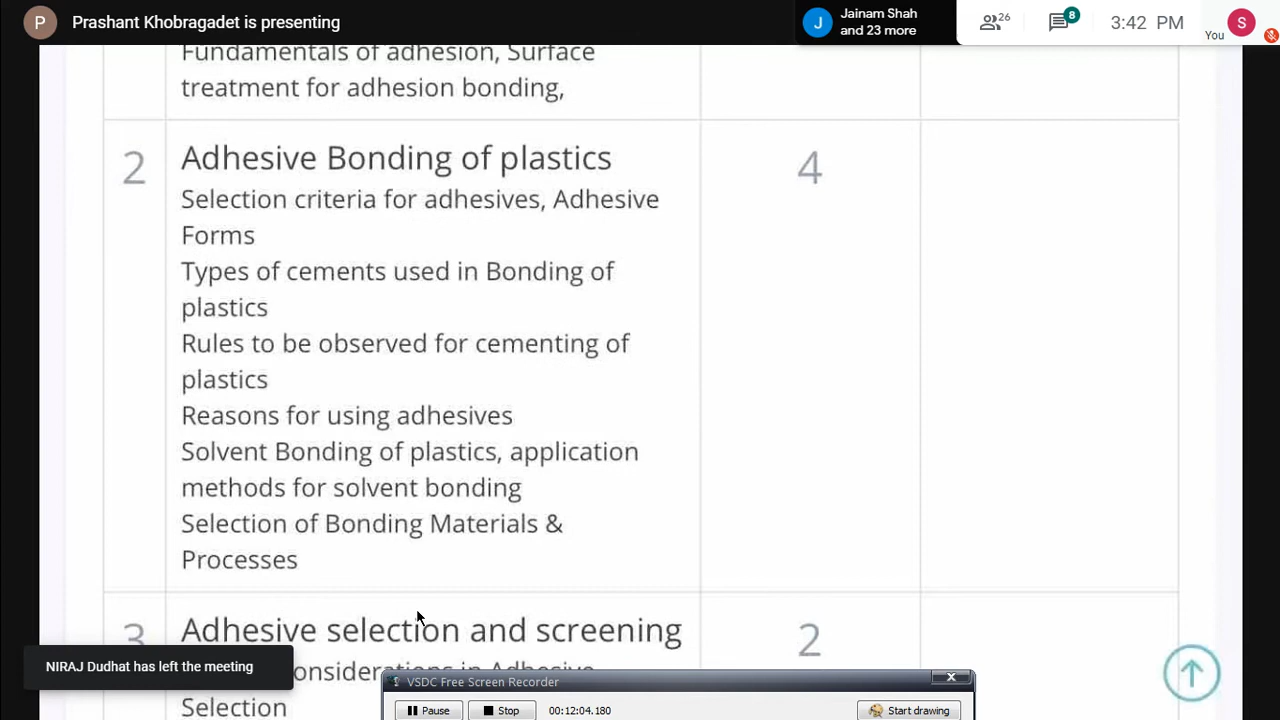 P Prashant Khobragadet is presenting
J Jainam Shah
and 23 more
26
8
3:42 PM
You
S
Fundamentals of adhesion, Surface
treatment for adhesion bonding,
2 Adhesive Bonding of plastics 4
Selection criteria for adhesives, Adhesive
Forms
Types of cements used in Bonding of
plastics
Rules to be observed for cementing of
plastics
Reasons for using adhesives
Solvent Bonding of plastics, application
methods for solvent bonding
Selection of Bonding Materials &
Processes
3 Adhesive selection and screening 2
onsiderations in Adhesive
Selection
NIRAJ Dudhat has left the meeting
VSDC Free Screen Recorder
Pause Stop 00:12:04.180 Start drawing